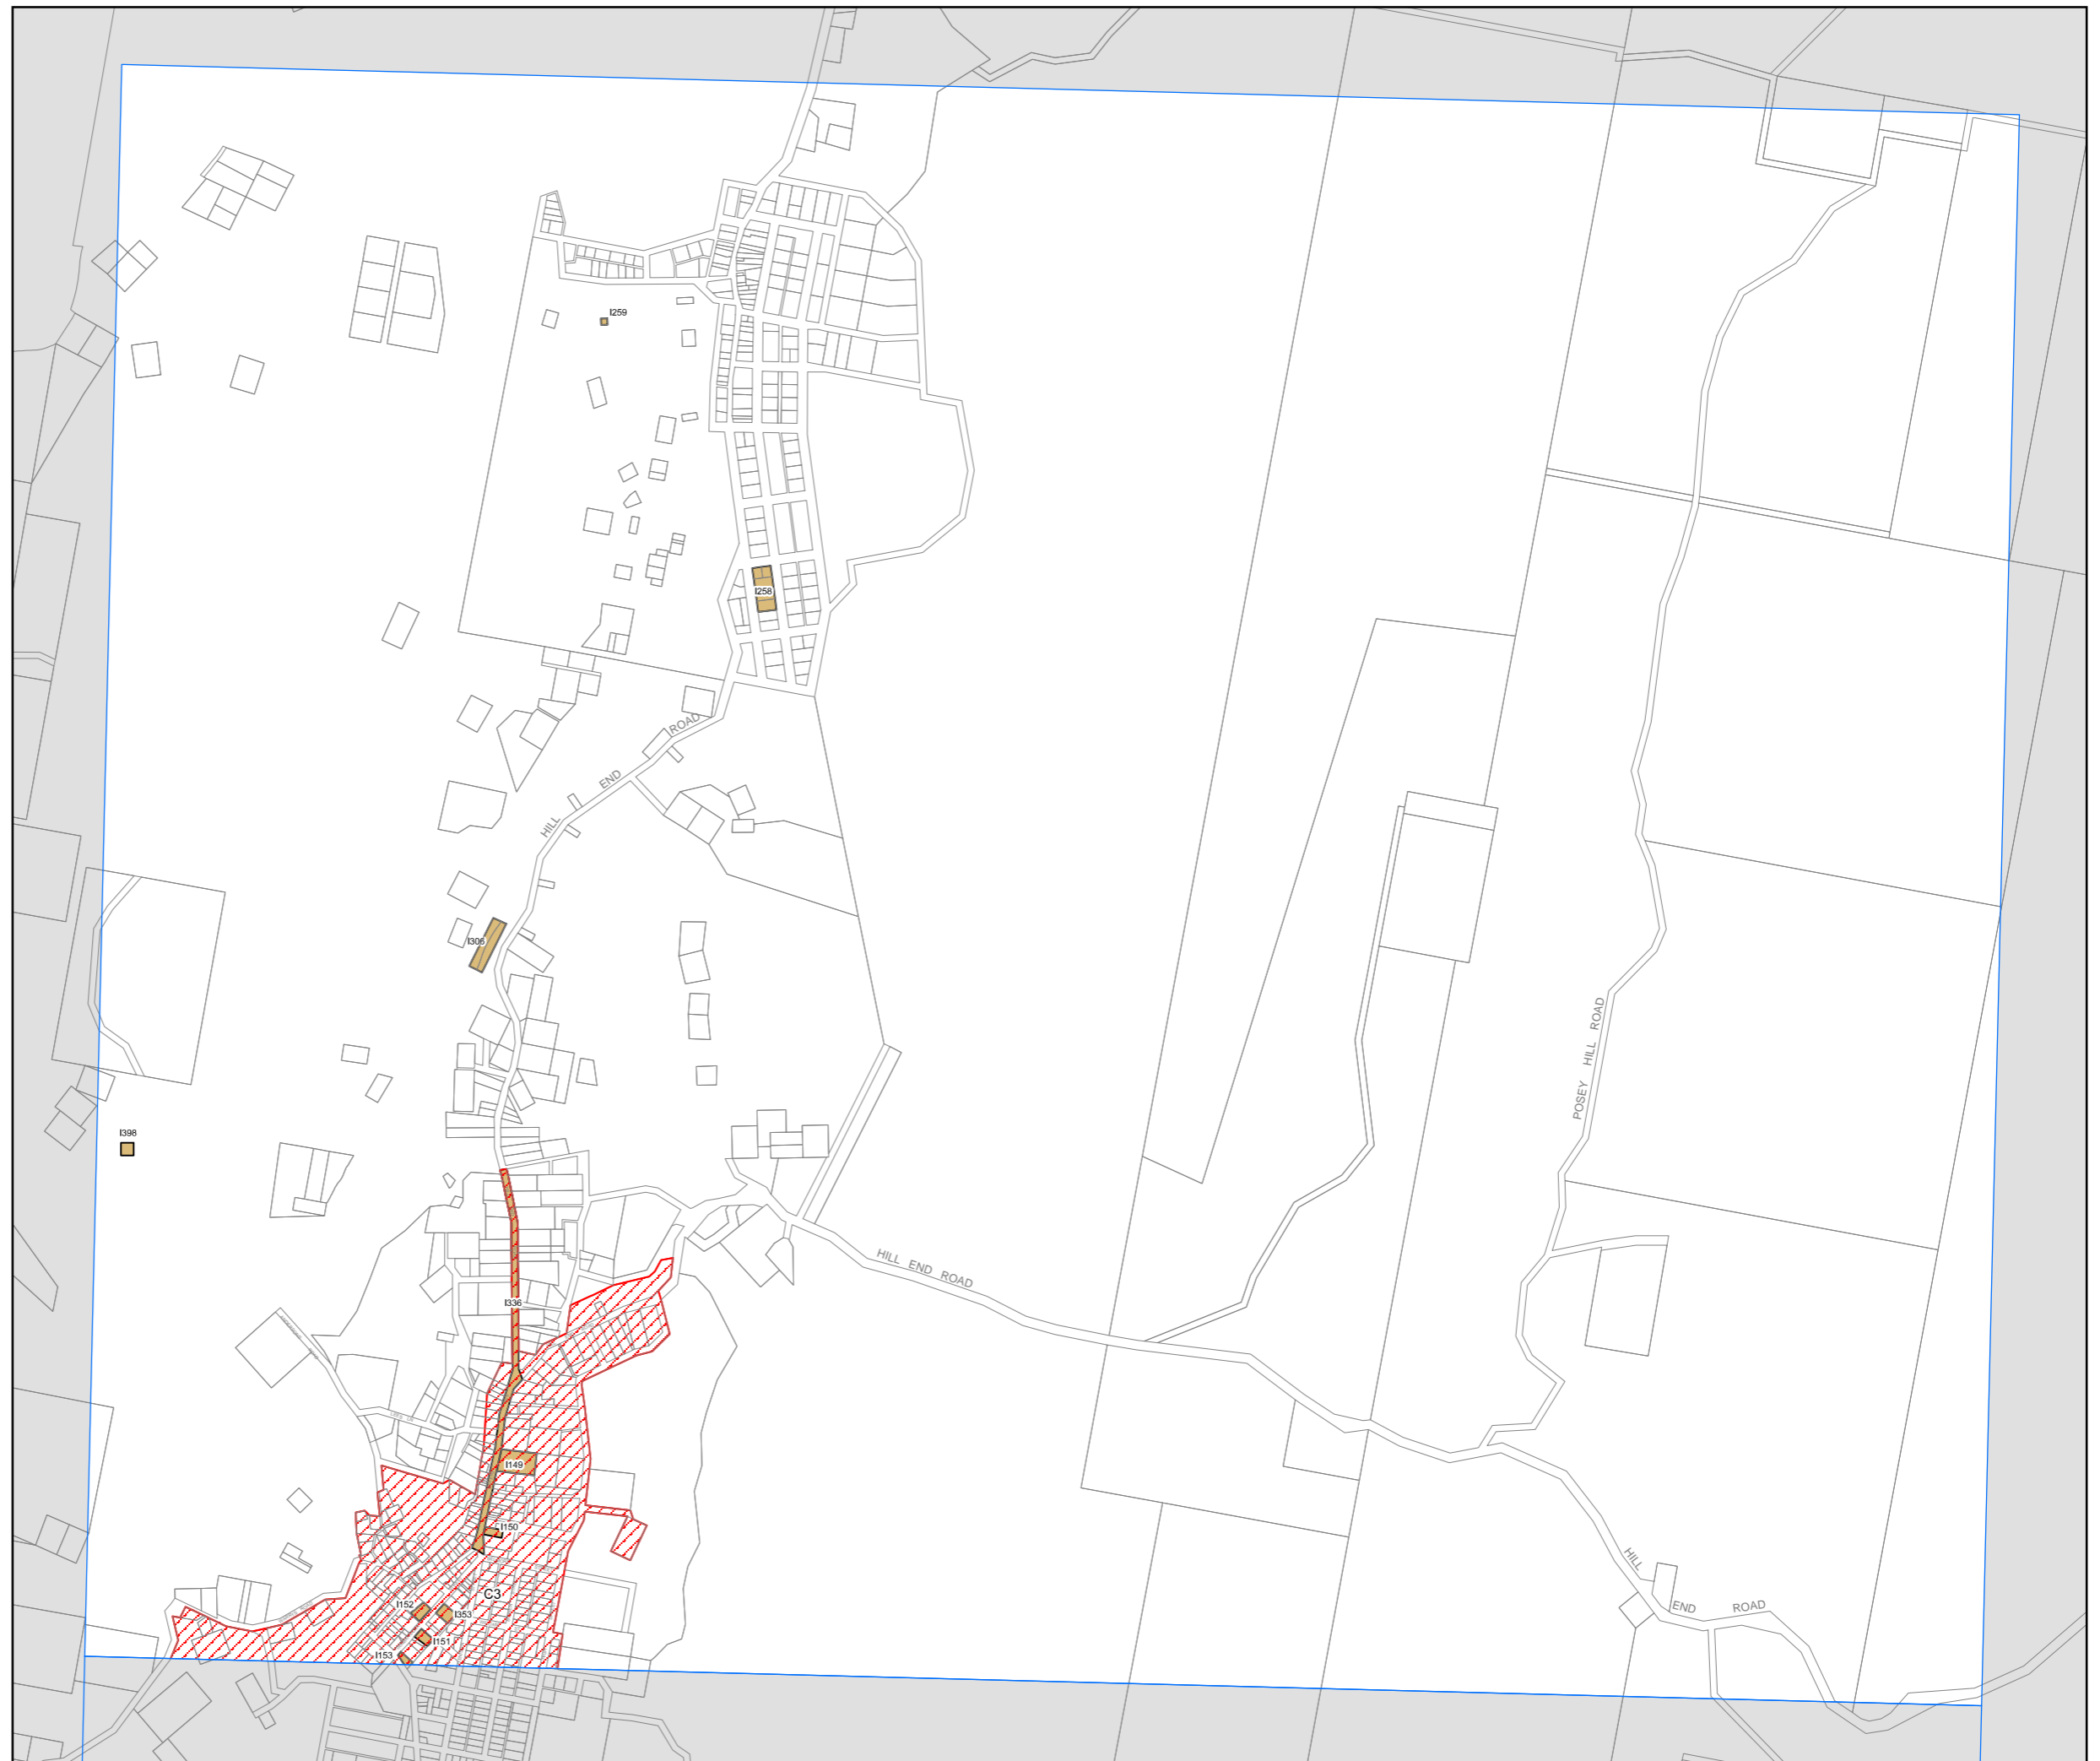 I259
I258
ROAD
END
HILL
I306
POSEY HILL ROAD
I398
HILL END ROAD
I336
I149
I150
C3
I152
I353
I151
I153
HILL
END ROAD